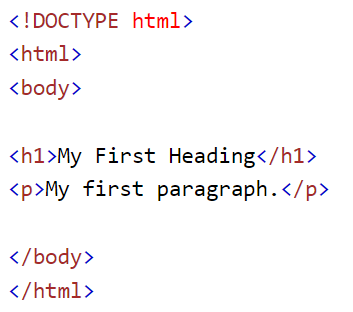 <!DOCTYPE html>
<html>
<body>
<h1>My First Heading</h1>
<p>My first paragraph.</p>
</body>
</html>